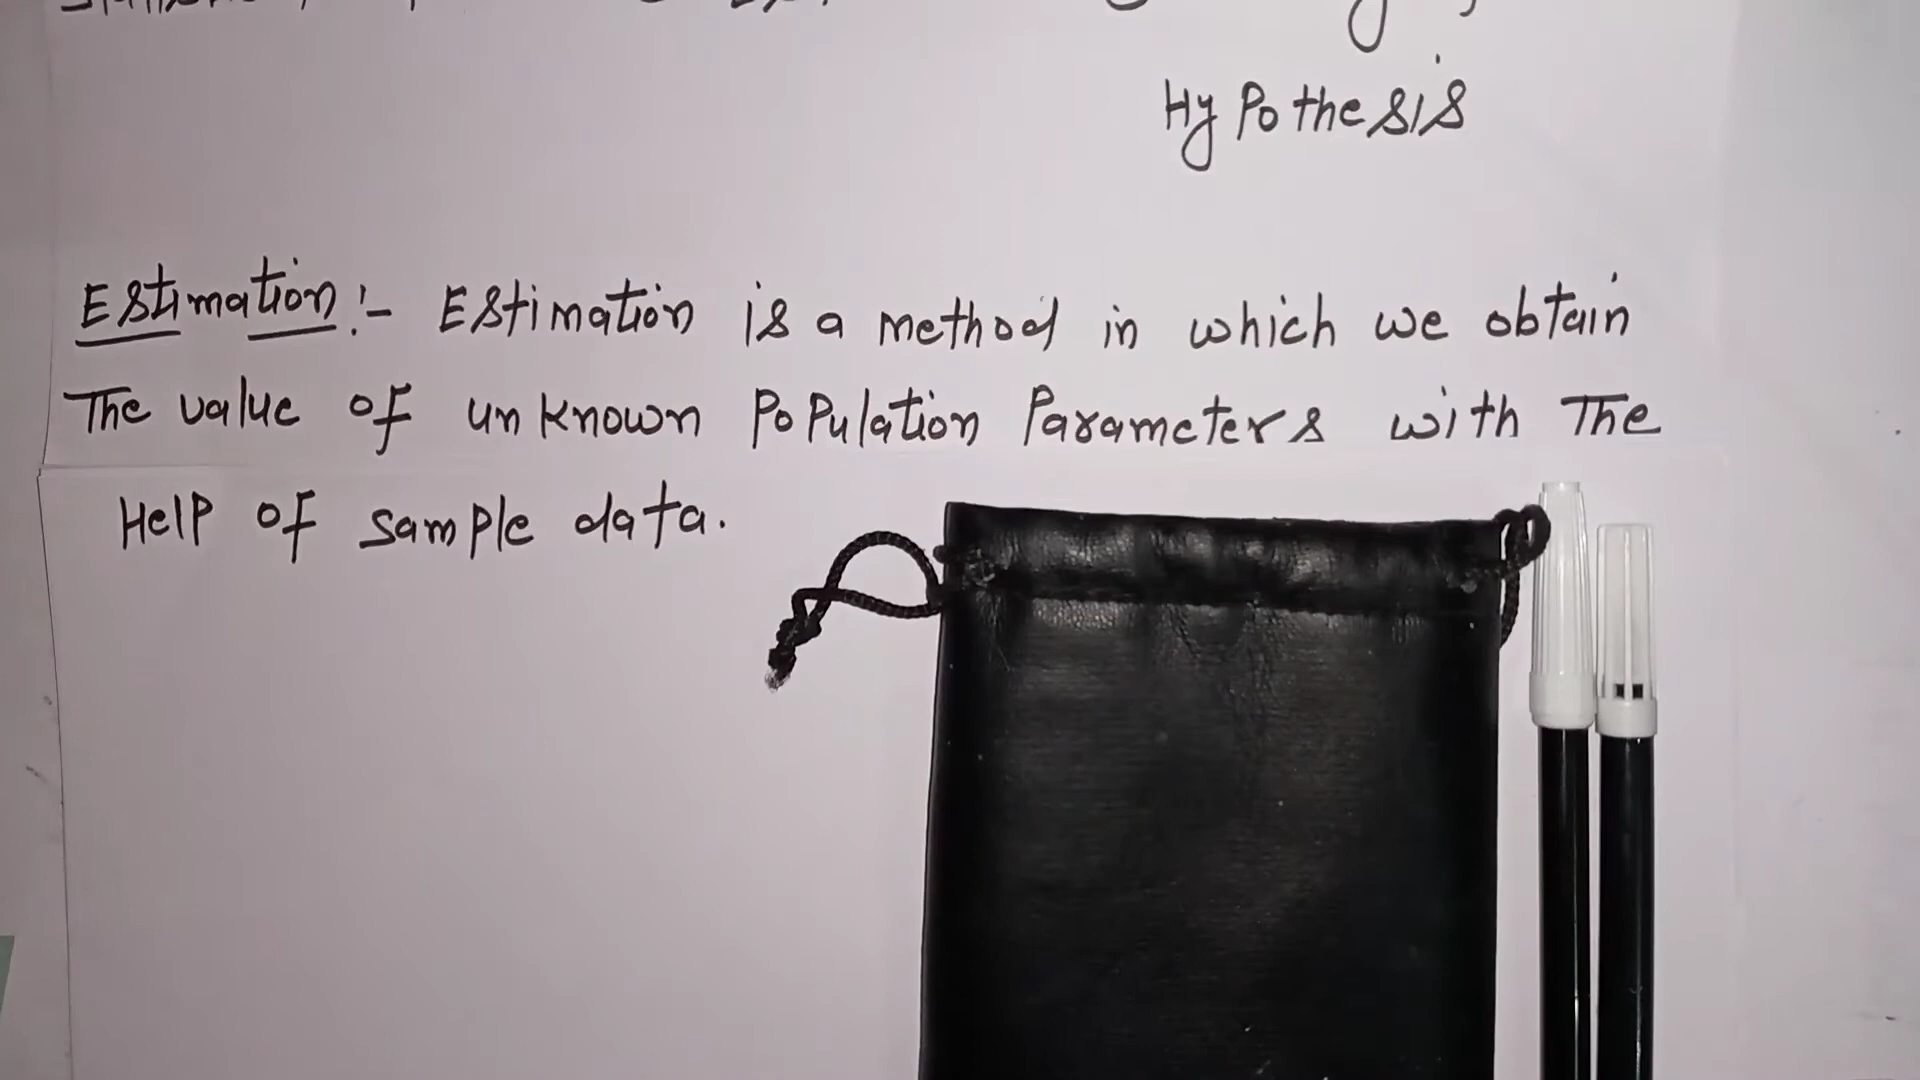 Hypothesis
Estimation :- Estimation is a method in which we obtain
The value of unknown Population Parameters with The
Help of sample data.